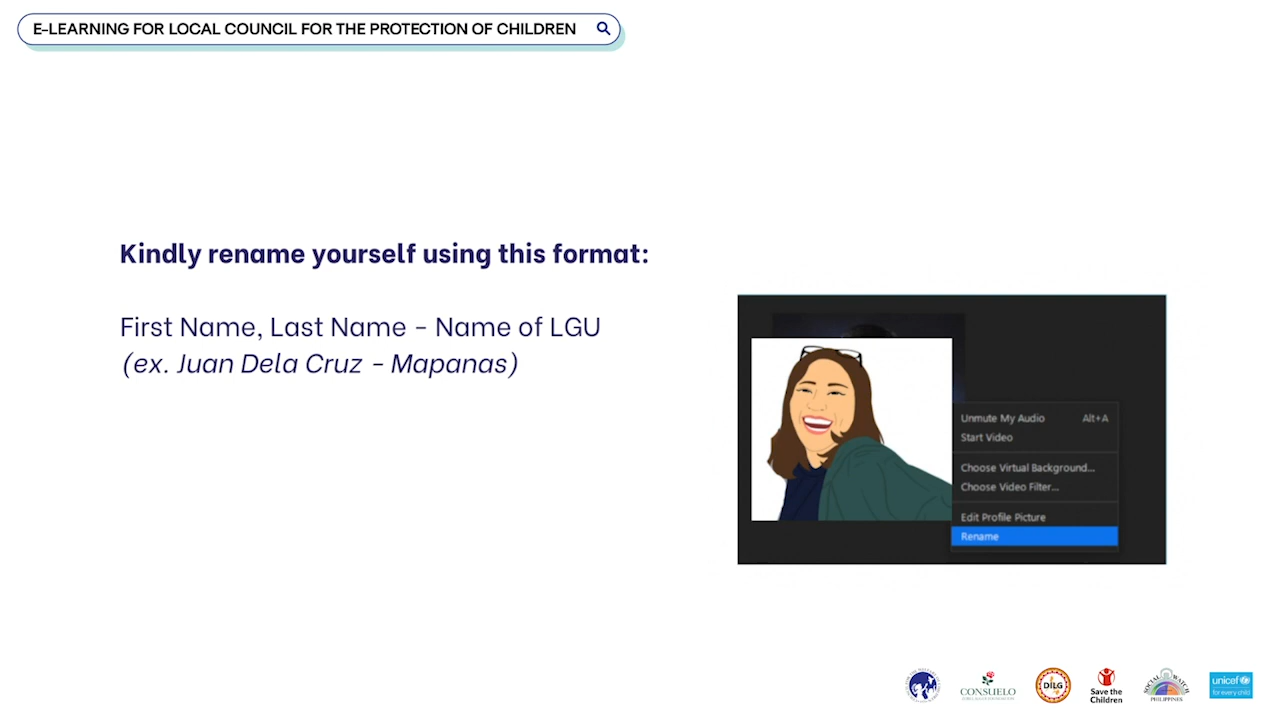 E-LEARNING FOR LOCAL COUNCIL FOR THE PROTECTION OF CHILDREN
Kindly rename yourself using this format:
First Name, Last Name - Name of LGU
(ex. Juan Dela Cruz - Mapanas)
Unmute My Audio Alt+A
Start Video
Choose Virtual Background...
Choose Video Filter...
Edit Profile Picture
Rename
CONSUELO
DILG
Save the
Children
SOCIAL WATCH
PHILIPPINES
unicef
for every child